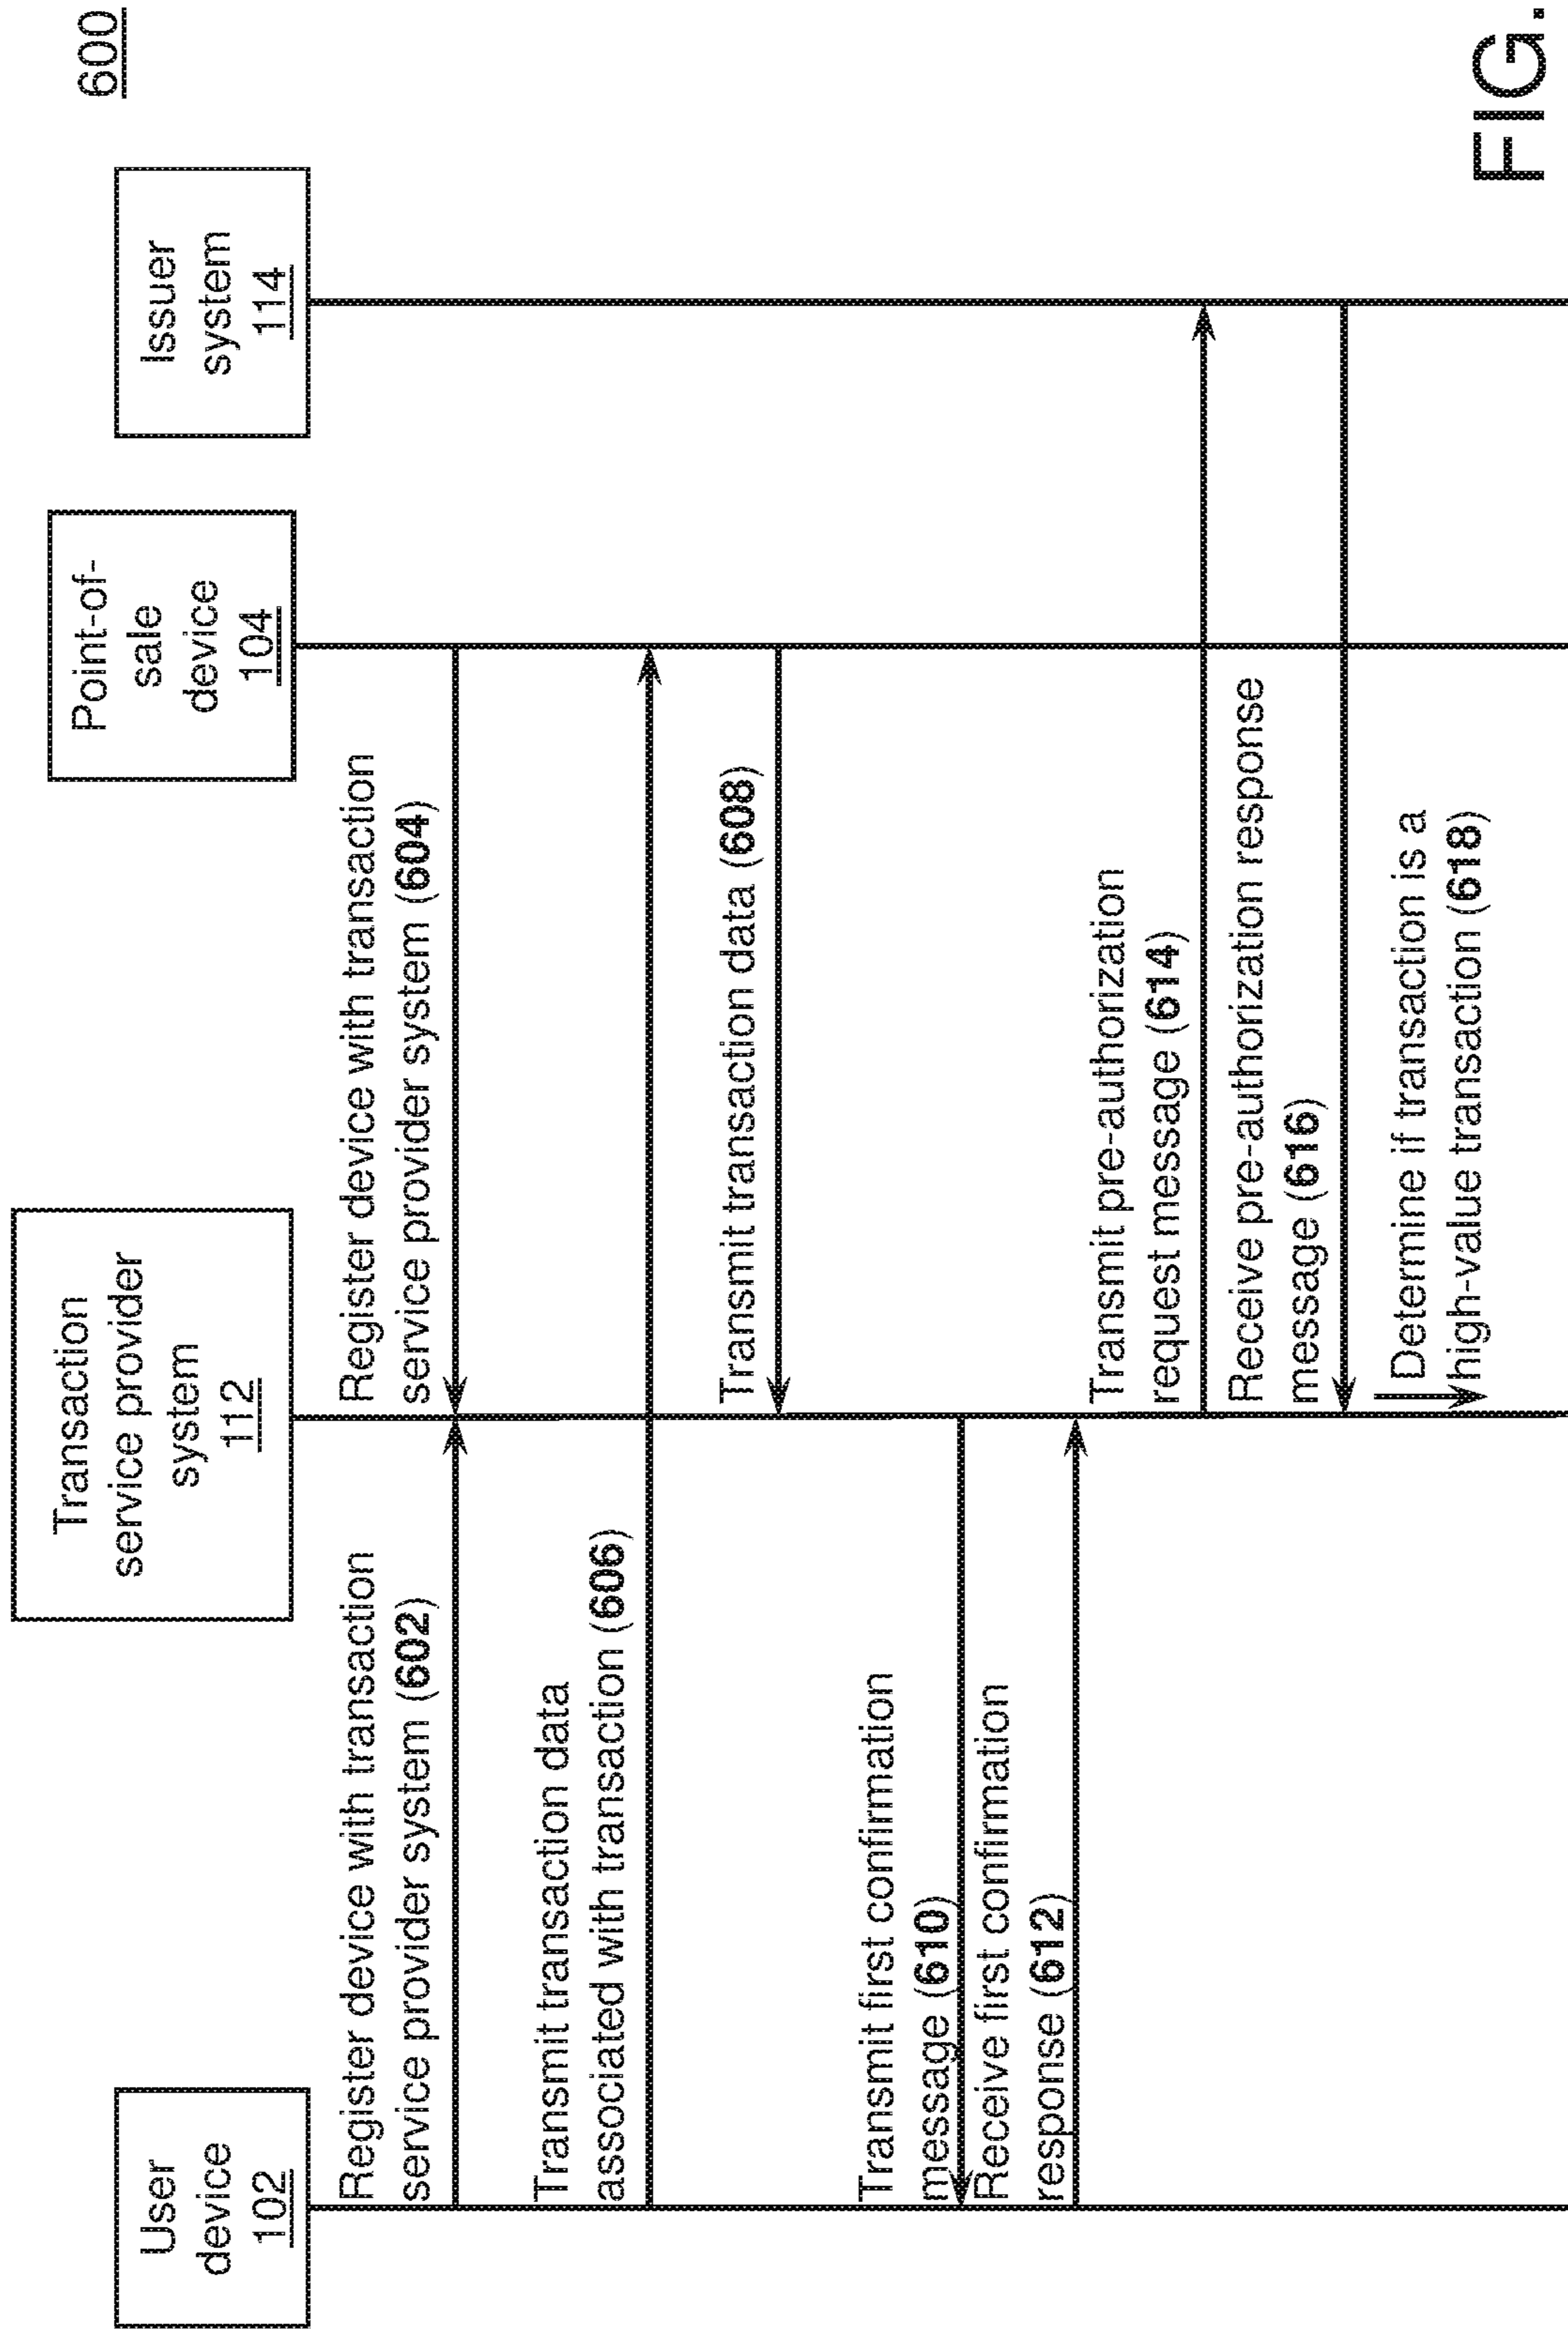 600
User
device
102
Transaction
service provider
system
112
Point-of-
sale
device
104
Issuer
system
114
Register device with transaction
service provider system (602)
Register device with transaction
service provider system (604)
Transmit transaction data
associated with transaction (606)
Transmit transaction data (608)
Transmit first confirmation
message (610)
Receive first confirmation
response (612)
Transmit pre-authorization
request message (614)
Receive pre-authorization response
message (616)
Determine if transaction is a
high-value transaction (618)
FIG.